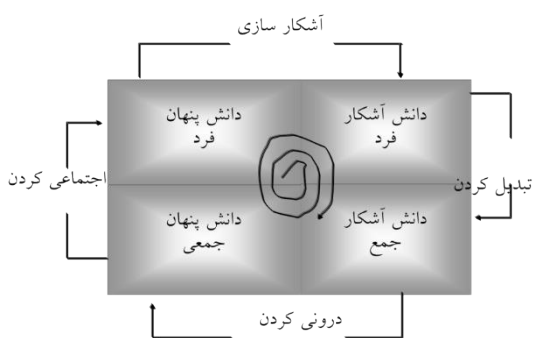 آشکار سازی
دانش آشکار
فرد
دانش پنهان
فرد
تبدیل کردن
اجتماعی کردن
دانش آشکار
جمع
دانش پنهان
جمعی
درونی کردن